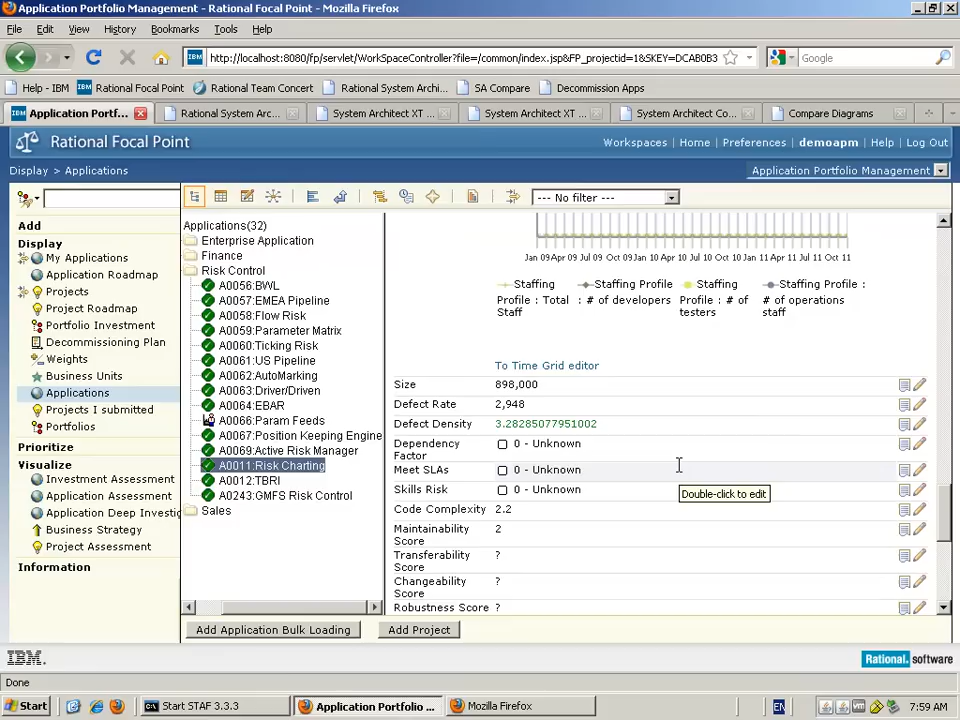 Application Portfolio Management - Rational Focal Point - Mozilla Firefox
File Edit View History Bookmarks Tools Help
IBM http://localhost:8080/fp/servlet/WorkSpaceController?file=/common/index.jsp&FP_projectid=1&SKEY=DCAB0B3
Google
Help - IBM IBM Rational Focal Point Rational Team Concert Rational System Archi... SA Compare Decommission Apps
IBM Application Portf... Rational System Arc... System Architect XT ... System Architect XT ... System Architect Co... Compare Diagrams
Rational Focal Point
Workspaces | Home | Preferences | demoapm | Help | Log Out
Display > Applications
Application Portfolio Management
--- No filter ---
Add
Display
My Applications
Application Roadmap
Projects
Project Roadmap
Portfolio Investment
Decommissioning Plan
Weights
Business Units
Applications
Projects I submitted
Portfolios
Prioritize
Visualize
Investment Assessment
Application Assessment
Application Deep Investig
Business Strategy
Project Assessment
Information
Applications(32)
Enterprise Application
Finance
Risk Control
A0056:BWL
A0057:EMEA Pipeline
A0058:Flow Risk
A0059:Parameter Matrix
A0060:Ticking Risk
A0061:US Pipeline
A0062:AutoMarking
A0063:Driver/Driven
A0064:EBAR
A0066:Param Feeds
A0067:Position Keeping Engine
A0069:Active Risk Manager
A0011:Risk Charting
A0012:TBRI
A0243:GMFS Risk Control
Sales
Jan 09 Apr 09 Jul 09 Oct 09 Jan 10 Apr 10 Jul 10 Oct 10 Jan 11 Apr 11 Jul 11 Oct 11
Staffing Profile : Total Staff
Staffing Profile : # of developers
Staffing Profile : # of testers
Staffing Profile : # of operations staff
To Time Grid editor
Size 898,000
Defect Rate 2,948
Defect Density 3.28285077951002
Dependency Factor 0 - Unknown
Meet SLAs 0 - Unknown
Skills Risk 0 - Unknown
Double-click to edit
Code Complexity 2.2
Maintainability Score 2
Transferability Score ?
Changeability Score ?
Robustness Score ?
Add Application Bulk Loading Add Project
IBM.
Rational. software
Done
Start Start STAF 3.3.3 Application Portfolio ... Mozilla Firefox EN 7:59 AM